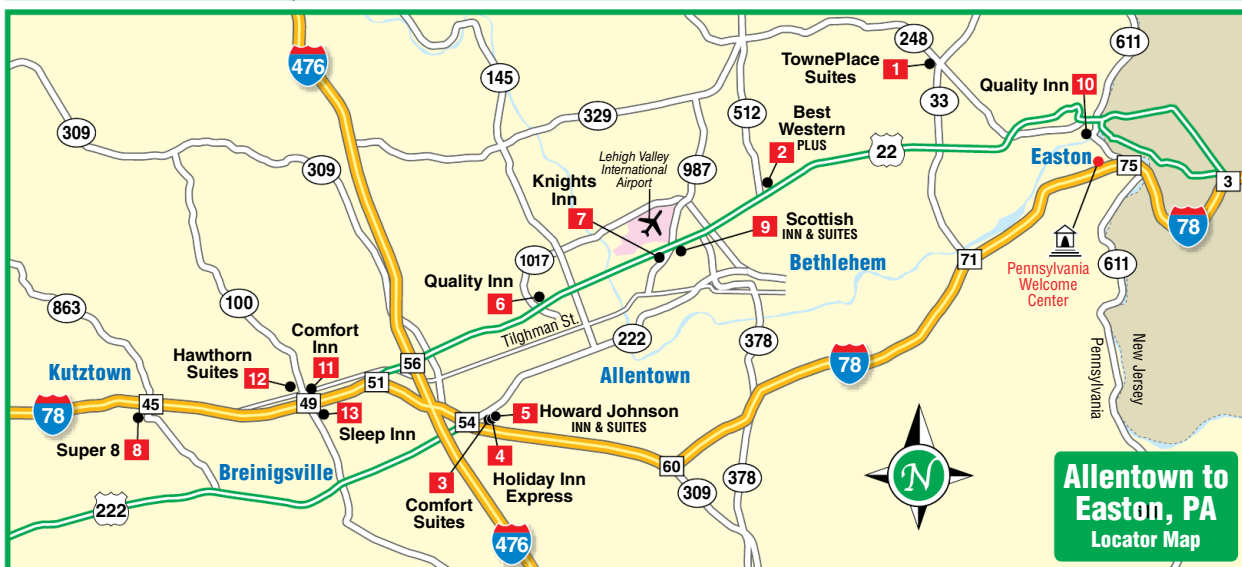 476
248
611
TownePlace
Suites
1
145
33
Quality Inn 10
309
329
512
Best
Western
PLUS
2
22
Lehigh Valley
International
Airport
987
Easton
75
309
Knights
Inn
7
3
78
9
Scottish
INN & SUITES
1017
Bethlehem
71
Pennsylvania
Welcome
Center
611
Quality Inn
6
863
100
Tilghman St.
222
378
New Jersey
Pennsylvania
Comfort
Inn
11
Hawthorn
Suites
12
56
78
Kutztown
51
Allentown
78
45
49
13
Sleep Inn
54
5
Howard Johnson
INN & SUITES
Super 8 8
4
Holiday Inn
Express
Breinigsville
3
Comfort
Suites
60
309
378
N
222
476
Allentown to
Easton, PA
Locator Map